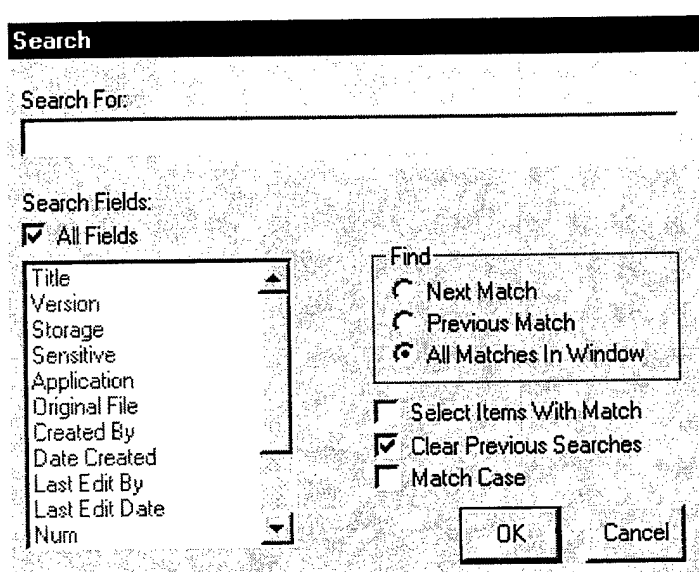 Search
Search For:
Search Fields:
All Fields
Title
Version
Storage
Sensitive
Application
Original File
Created By
Date Created
Last Edit By
Last Edit Date
Num
Find
Next Match
Previous Match
All Matches In Window
Select Items With Match
Clear Previous Searches
Match Case
OK
Cancel